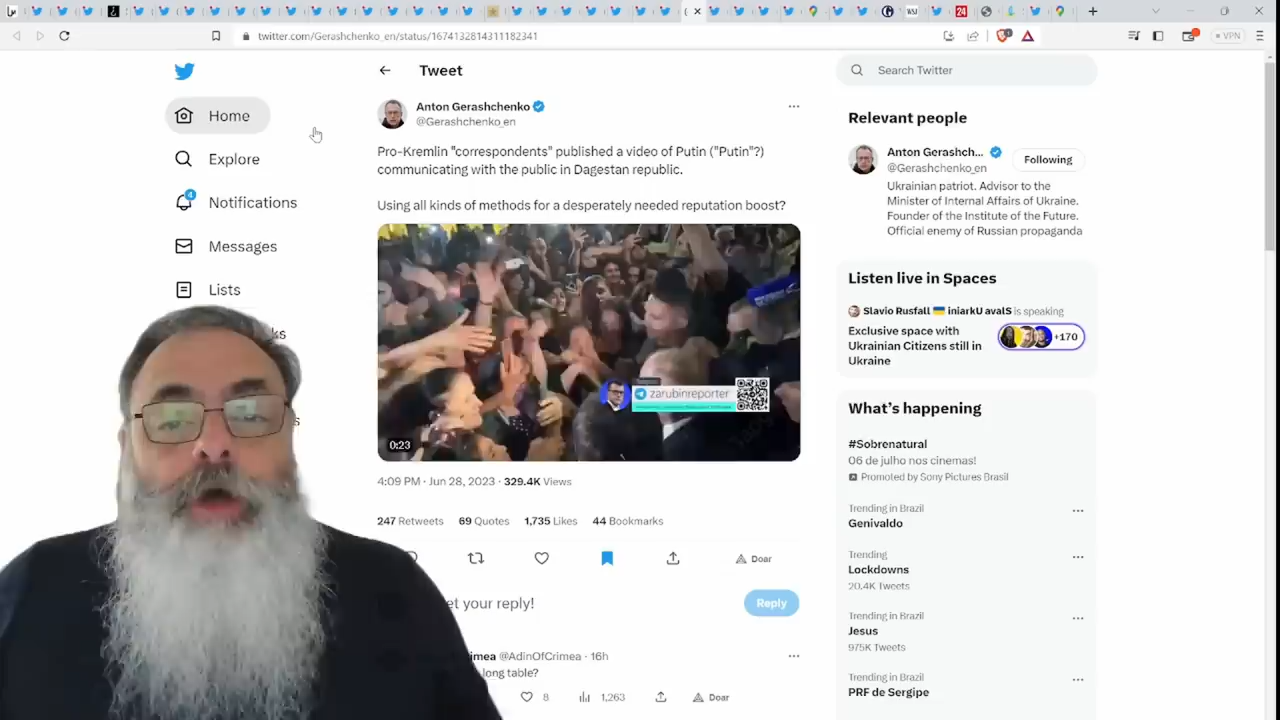 twitter.com/Gerashchenko_en/status/1674132814311182341
VPN
Home
Explore
Notifications
4
Messages
Lists
Tweet
Anton Gerashchenko
@Gerashchenko_en
Pro-Kremlin "correspondents" published a video of Putin ("Putin"?)
communicating with the public in Dagestan republic.
Using all kinds of methods for a desperately needed reputation boost?
zarubinreporter
0:23
4:09 PM · Jun 28, 2023 · 329.4K Views
247 Retweets 69 Quotes 1,735 Likes 44 Bookmarks
Doar
et your reply!
Reply
imea @AdinOfCrimea · 16h
long table?
8 1,263 Doar
Search Twitter
Relevant people
Anton Gerashch...
@Gerashchenko_en
Following
Ukrainian patriot. Advisor to the
Minister of Internal Affairs of Ukraine.
Founder of the Institute of the Future.
Official enemy of Russian propaganda
Listen live in Spaces
Slavio Rusfall iniarkU avalS is speaking
Exclusive space with
Ukrainian Citizens still in
Ukraine
+170
What's happening
#Sobrenatural
06 de julho nos cinemas!
Promoted by Sony Pictures Brasil
Trending in Brazil
Genivaldo
Trending
Lockdowns
20.4K Tweets
Trending in Brazil
Jesus
975K Tweets
Trending in Brazil
PRF de Sergipe